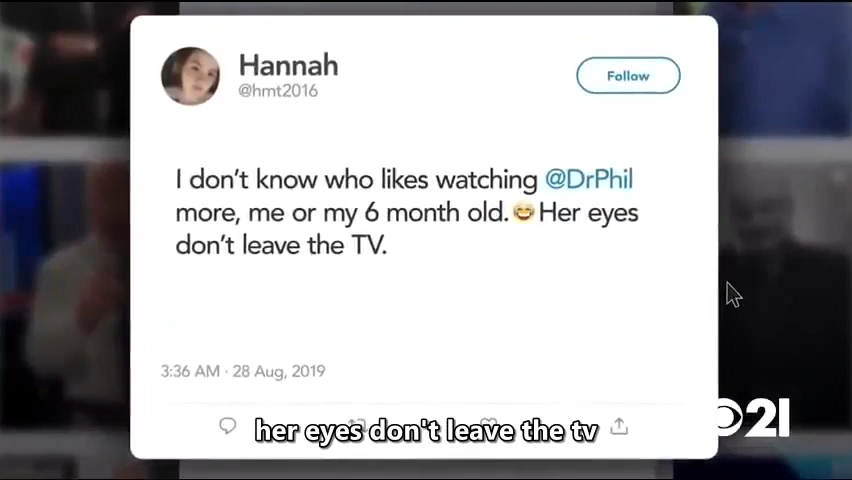 Hannah
@hmt2016
Follow
I don't know who likes watching @DrPhil
more, me or my 6 month old.😁Her eyes
don't leave the TV.
3:36 AM · 28 Aug, 2019
her eyes don't leave the tv
21